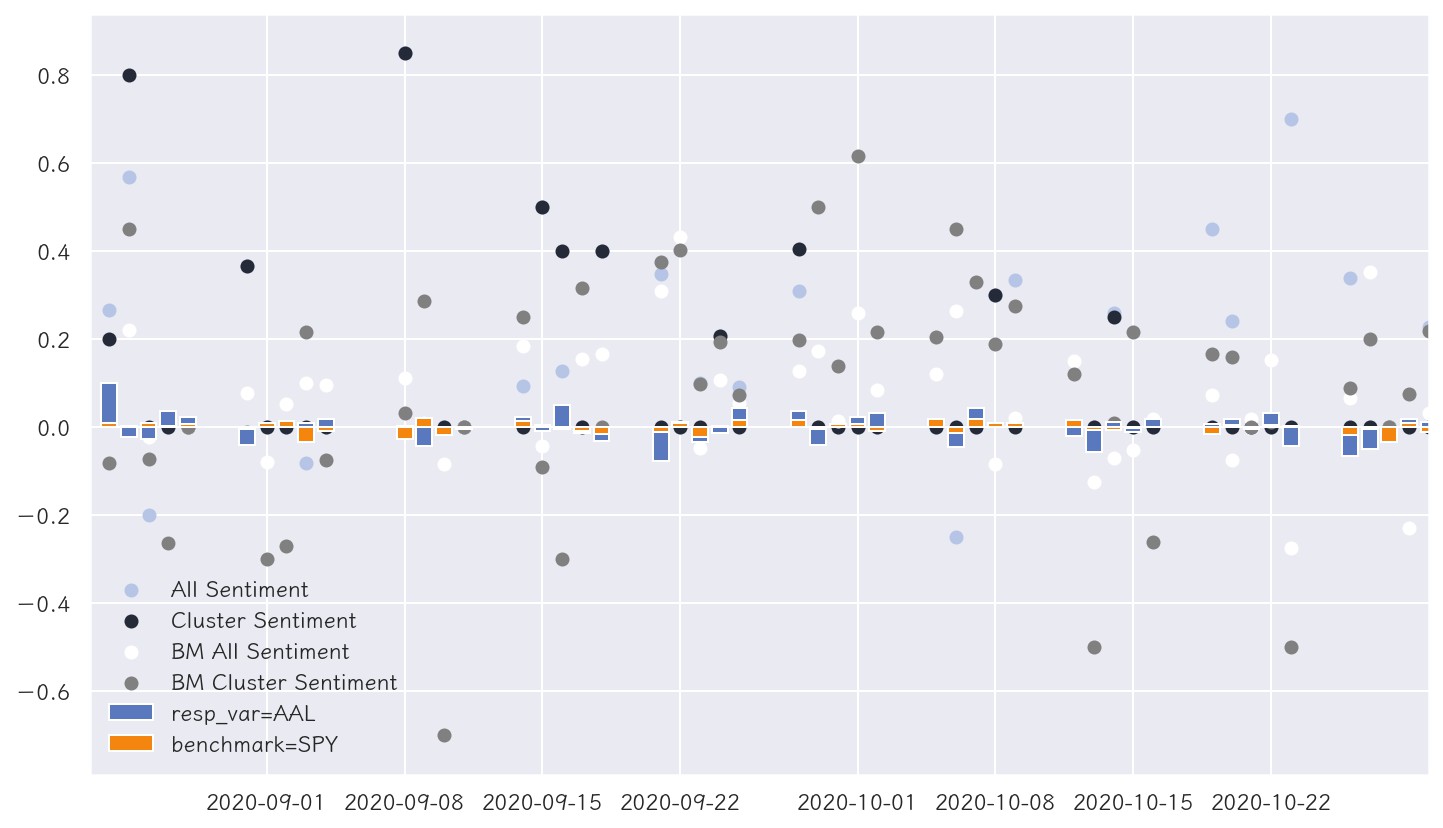 0.8
0.6
0.4
0.2
0.0
−0.2
−0.4
−0.6
All Sentiment
Cluster Sentiment
BM All Sentiment
BM Cluster Sentiment
resp_var=AAL
benchmark=SPY
2020-09-01 2020-09-08 2020-09-15 2020-09-22 2020-10-01 2020-10-08 2020-10-15 2020-10-22